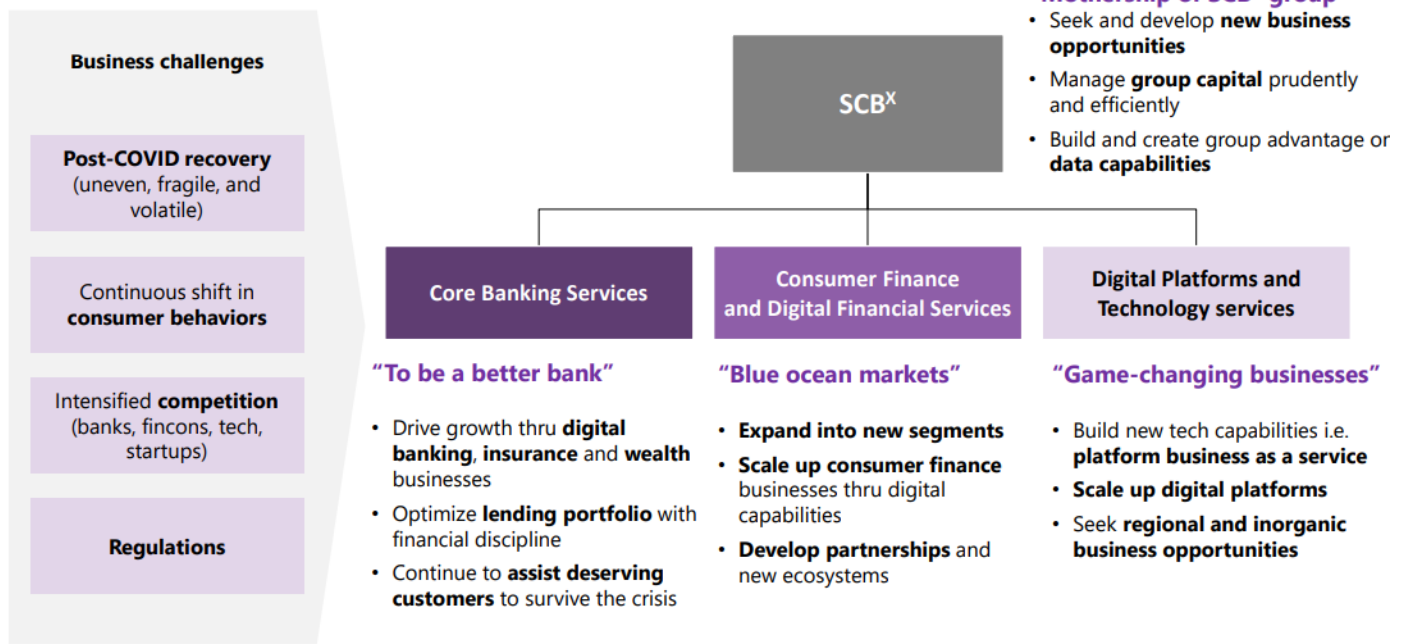 Business challenges
Post-COVID recovery
(uneven, fragile, and
volatile)
Continuous shift in
consumer behaviors
Intensified competition
(banks, fincons, tech,
startups)
Regulations
SCBX
"Mothership of SCBX group"
• Seek and develop new business
opportunities
• Manage group capital prudently
and efficiently
• Build and create group advantage or
data capabilities
Core Banking Services
“To be a better bank”
• Drive growth thru digital
banking, insurance and wealth
businesses
• Optimize lending portfolio with
financial discipline
• Continue to assist deserving
customers to survive the crisis
Consumer Finance
and Digital Financial Services
“Blue ocean markets”
• Expand into new segments
• Scale up consumer finance
businesses thru digital
capabilities
• Develop partnerships and
new ecosystems
Digital Platforms and
Technology services
“Game-changing businesses”
• Build new tech capabilities i.e.
platform business as a service
• Scale up digital platforms
• Seek regional and inorganic
business opportunities